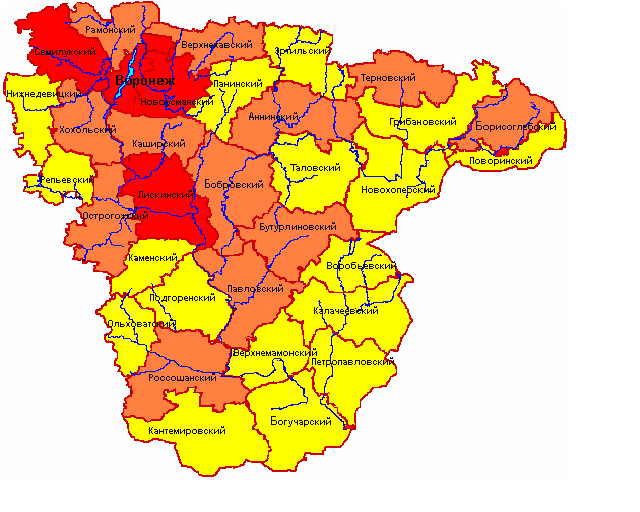 Рамонский
Верхнехавский
Семилукский
Эртильский
Воронеж
Терновский
Панинский
Нижнедевицкий
Новоусманский
Аннинский
Грибановский
Хохольский
Борисоглебский
Каширский
Поворинский
Таловский
Репьевский
Бобровский
Новохоперский
Лискинский
Острогожский
Бутурлиновский
Каменский
Воробьевский
Павловский
Подгоренский
Калачеевский
Ольховатский
Верхнемамонский
Петропавловский
Россошанский
Богучарский
Кантемировский